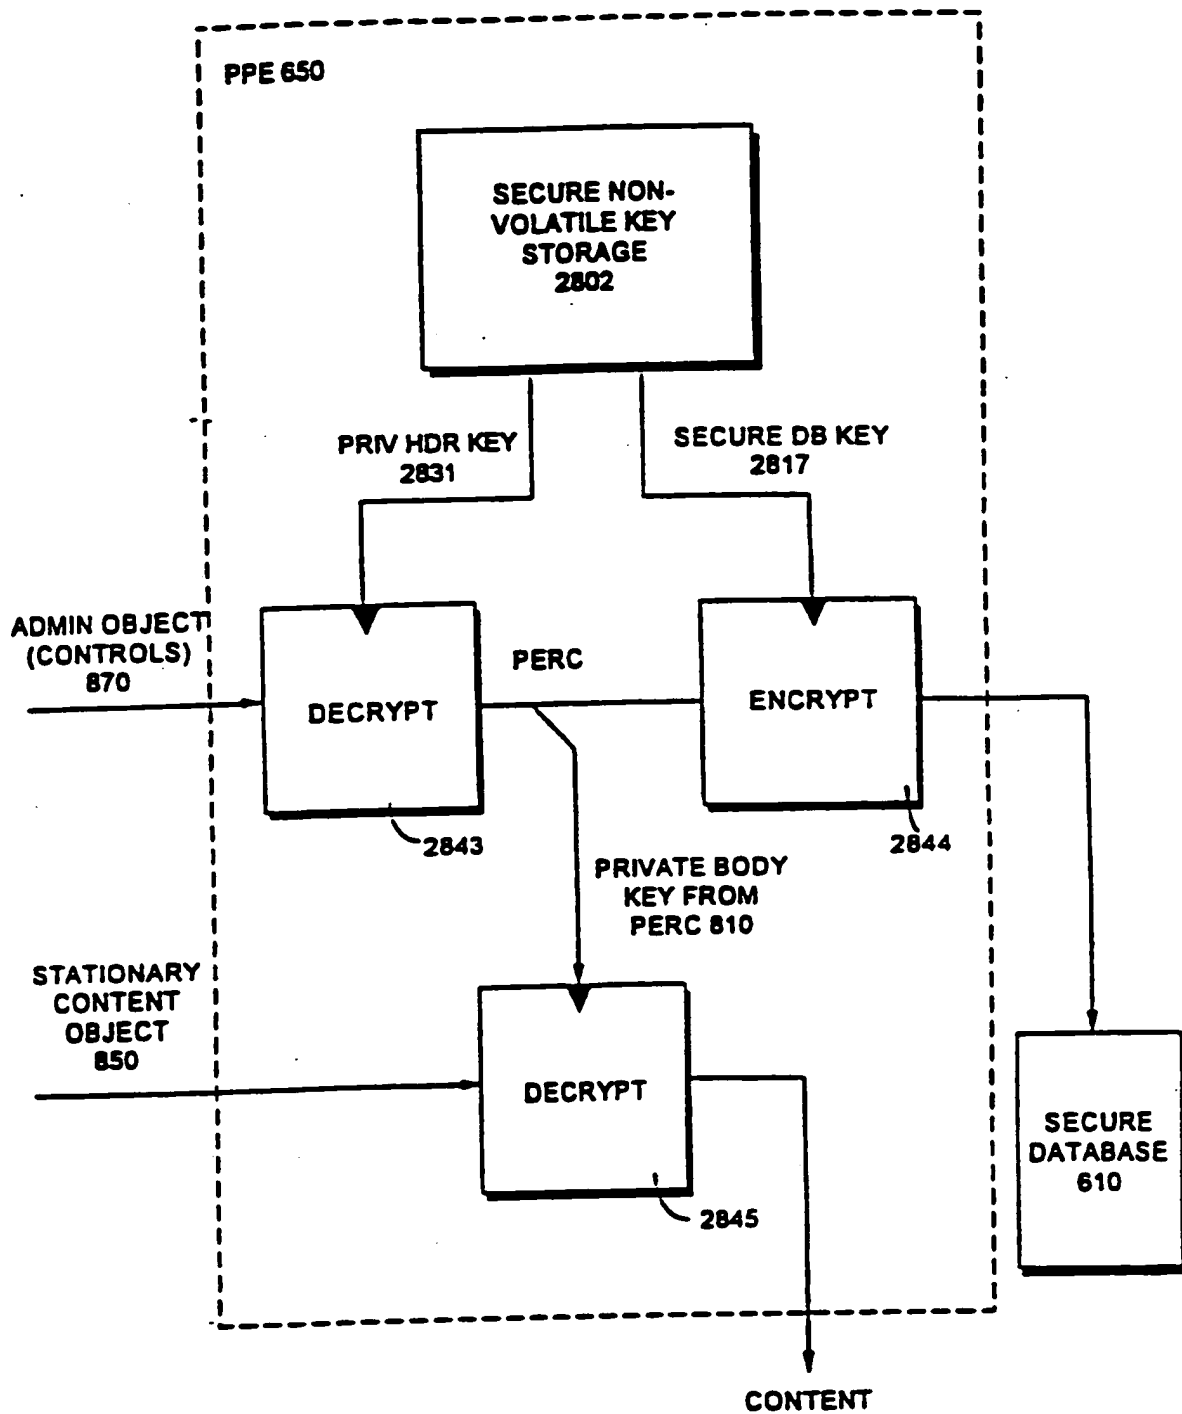 PPE 650
SECURE NON-
VOLATILE KEY
STORAGE
2802
PRIV HDR KEY
2831
SECURE DB KEY
2817
ADMIN OBJECT
(CONTROLS)
870
DECRYPT
PERC
ENCRYPT
2843
2844
PRIVATE BODY
KEY FROM
PERC 810
STATIONARY
CONTENT
OBJECT
850
DECRYPT
2845
SECURE
DATABASE
610
CONTENT